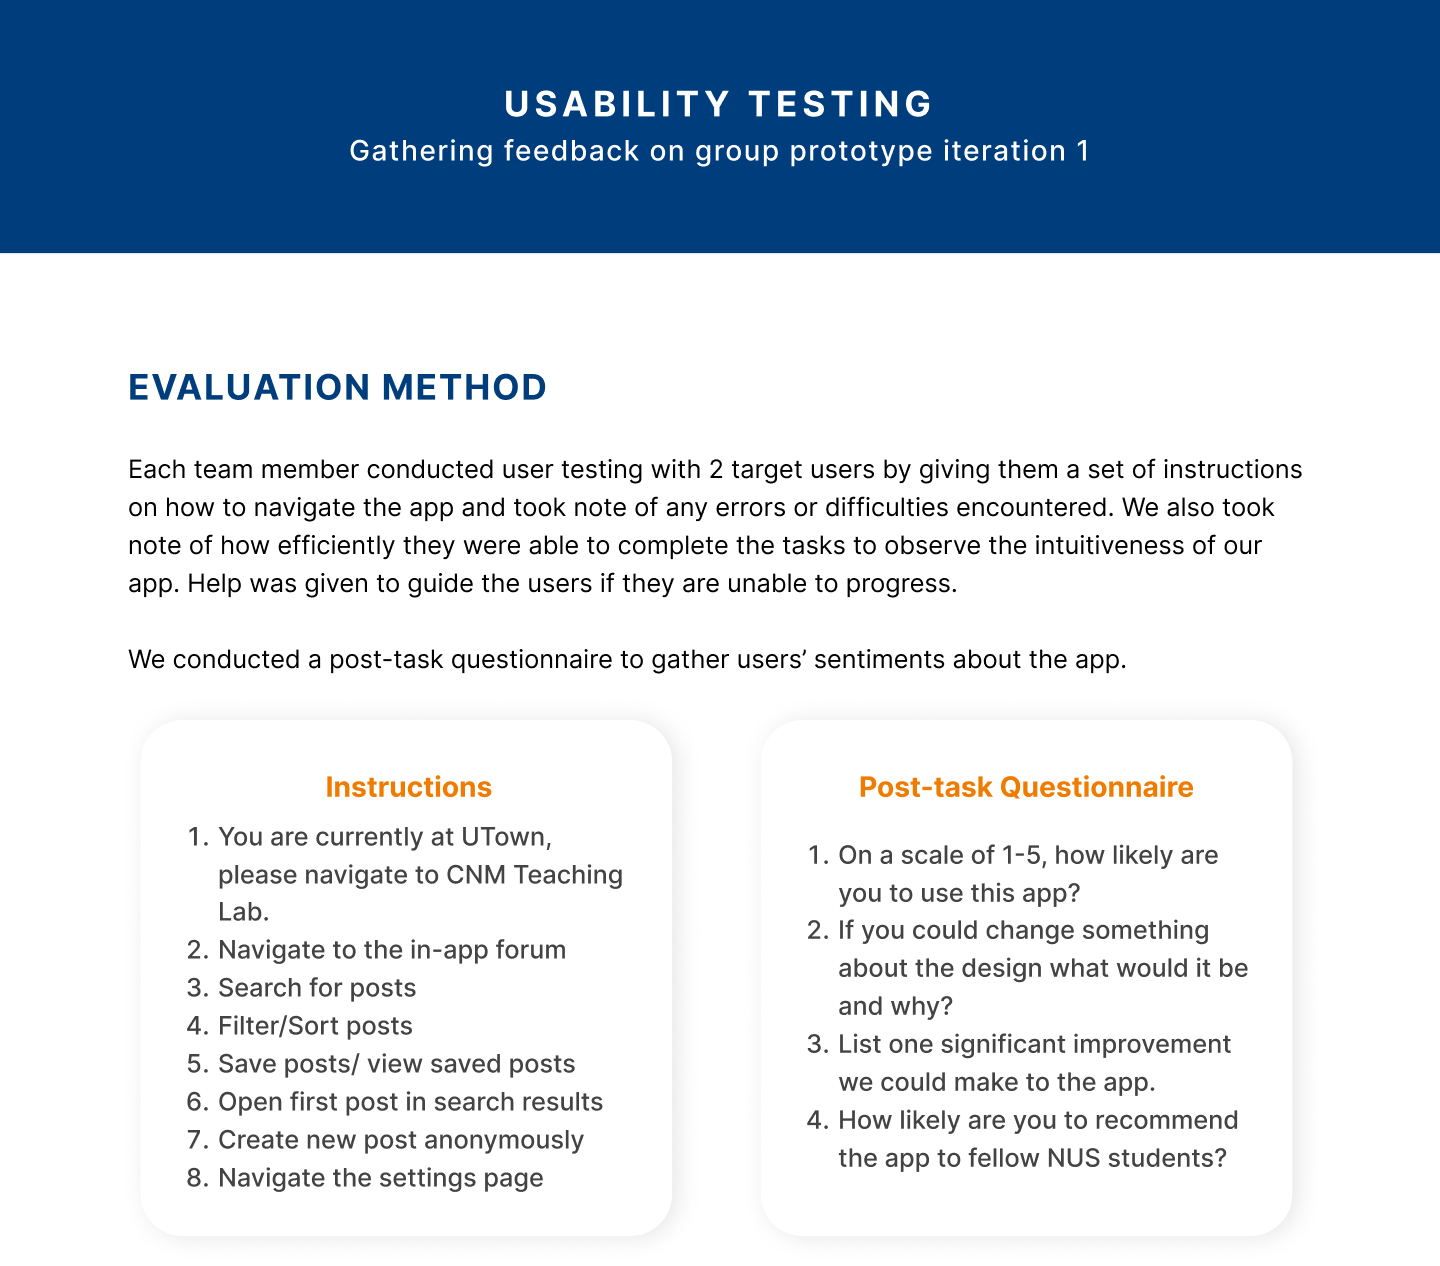 USABILITY TESTING
Gathering feedback on group prototype iteration 1
EVALUATION METHOD
Each team member conducted user testing with 2 target users by giving them a set of instructions
on how to navigate the app and took note of any errors or difficulties encountered. We also took
note of how efficiently they were able to complete the tasks to observe the intuitiveness of our
app. Help was given to guide the users if they are unable to progress.
We conducted a post-task questionnaire to gather users’ sentiments about the app.
Instructions
1. You are currently at UTown,
please navigate to CNM Teaching
Lab.
2. Navigate to the in-app forum
3. Search for posts
4. Filter/Sort posts
5. Save posts/ view saved posts
6. Open first post in search results
7. Create new post anonymously
8. Navigate the settings page
Post-task Questionnaire
1. On a scale of 1-5, how likely are
you to use this app?
2. If you could change something
about the design what would it be
and why?
3. List one significant improvement
we could make to the app.
4. How likely are you to recommend
the app to fellow NUS students?